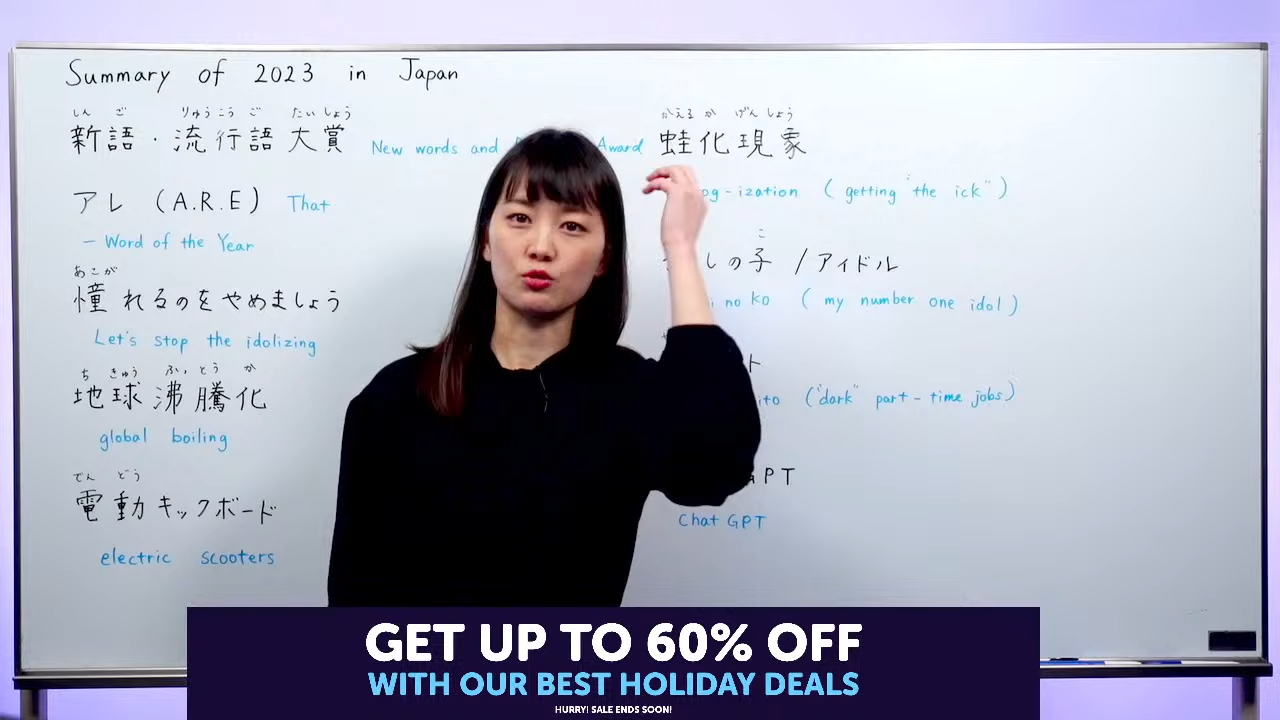 Summary of 2023 in Japan
しん ご りゅう こう ご たい しょう
新語・流行語 大賞 New words and Award
アレ (A.R.E) That
- Word of the Year
あこが
憧れるのをやめましょう
Let's stop the idolizing
ち きゅう ふっ とう か
地球沸騰化
global boiling
でん どう
電動キックボード
electric scooters
かえる か げん しょう
蛙化現象
og-ization (getting "the ick")
こ
しの子 / アイドル
i no ko (my number one idol)
ト
ito ("dark" part-time jobs)
PT
Chat GPT
GET UP TO 60% OFF
WITH OUR BEST HOLIDAY DEALS
HURRY! SALE ENDS SOON!